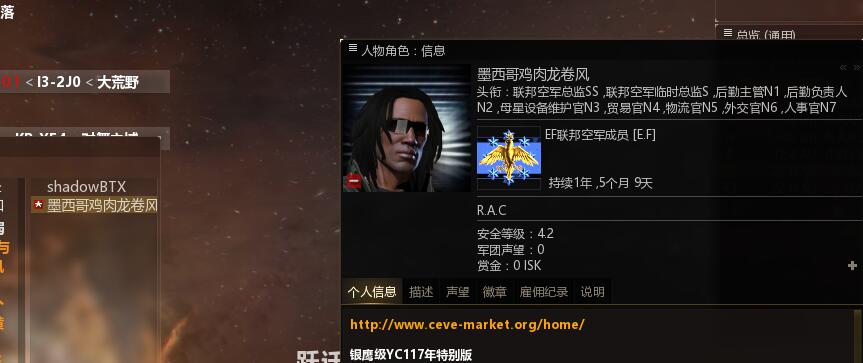 落
总览 (通用)
人物角色：信息
0.1 < I3-2J0 < 大荒野
墨西哥鸡肉龙卷风
头衔：联邦空军总监SS ,联邦空军临时总监S ,后勤主管N1 ,后勤负责人
N2 ,母星设备维护官N3 ,贸易官N4 ,物流官N5 ,外交官N6 ,人事官N7
EF联邦空军成员 [E.F]
持续1年 ,5个月 9天
shadowBTX
墨西哥鸡肉龙卷风
R.A.C
安全等级：4.2
军团声望：0
赏金：0 ISK
个人信息 描述 声望 徽章 雇佣纪录 说明
http://www.ceve-market.org/home/
银鹰级YC117年特别版